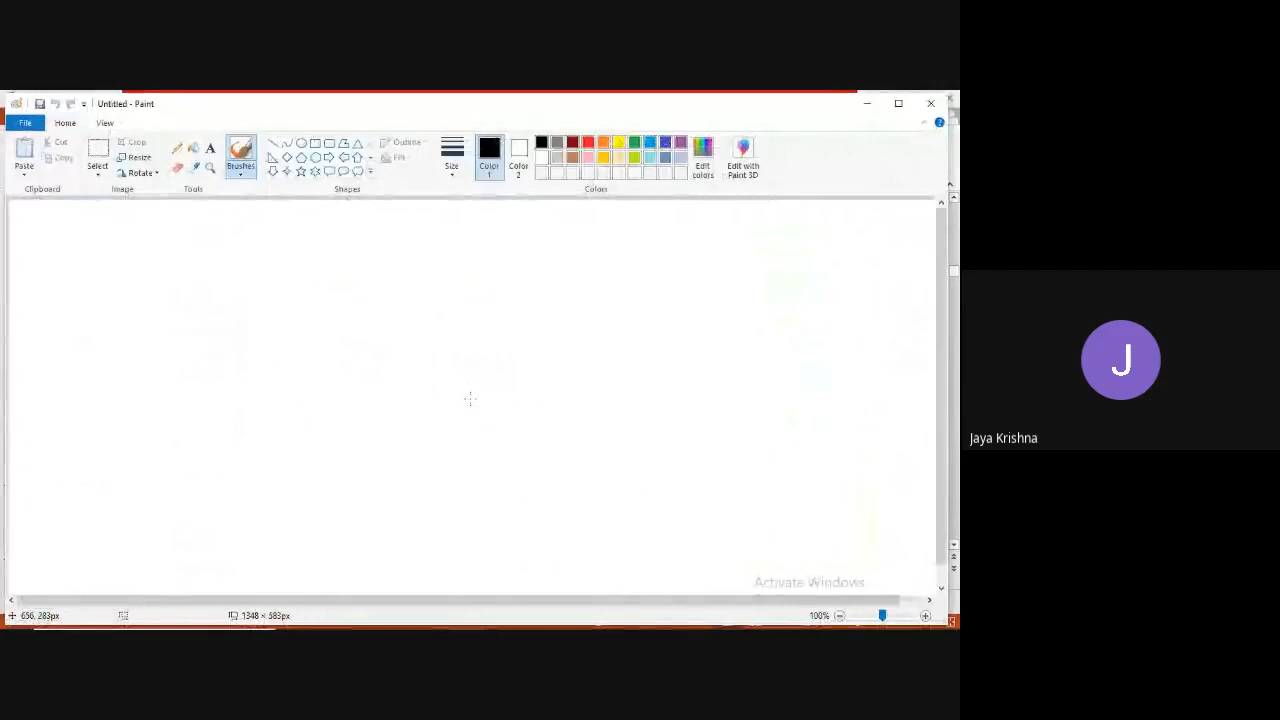 Untitled - Paint
File Home View
Paste
Cut
Copy
Clipboard
Select
Crop
Resize
Rotate
Image
A
Tools
Brushes
Shapes
Outline
Fill
Size
Color 1
Color 2
Colors
Edit colors
Edit with Paint 3D
Activate Windows
656, 283px
1348 × 583px
100%
J
Jaya Krishna